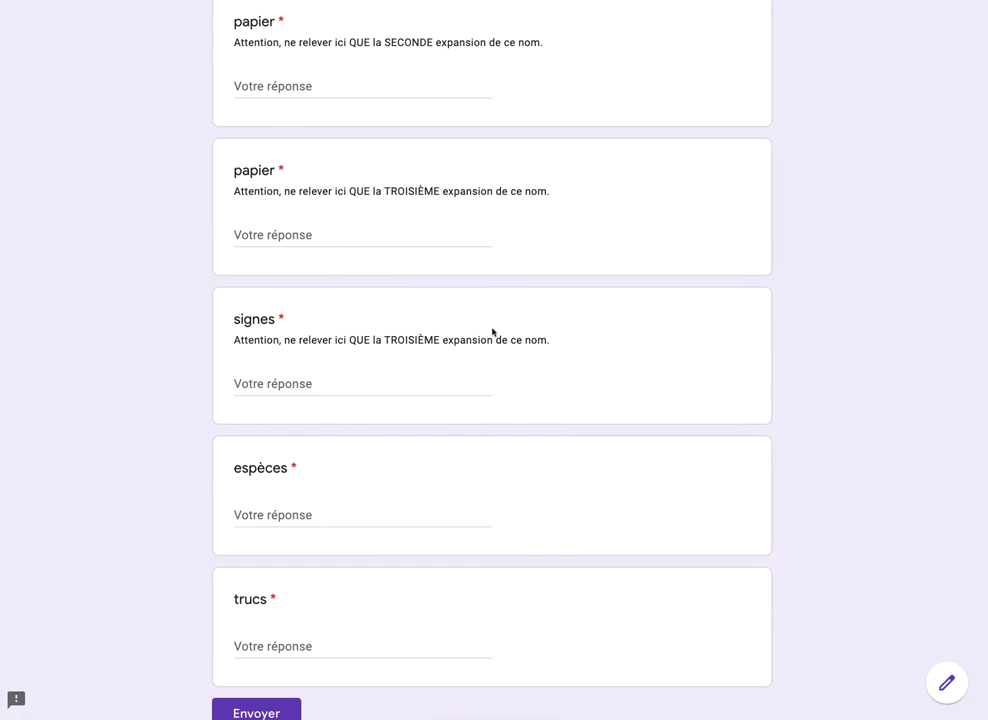 papier *
Attention, ne relever ici QUE la SECONDE expansion de ce nom.
Votre réponse
papier *
Attention, ne relever ici QUE la TROISIÈME expansion de ce nom.
Votre réponse
signes *
Attention, ne relever ici QUE la TROISIÈME expansion de ce nom.
Votre réponse
espèces *
Votre réponse
trucs *
Votre réponse
Envoyer